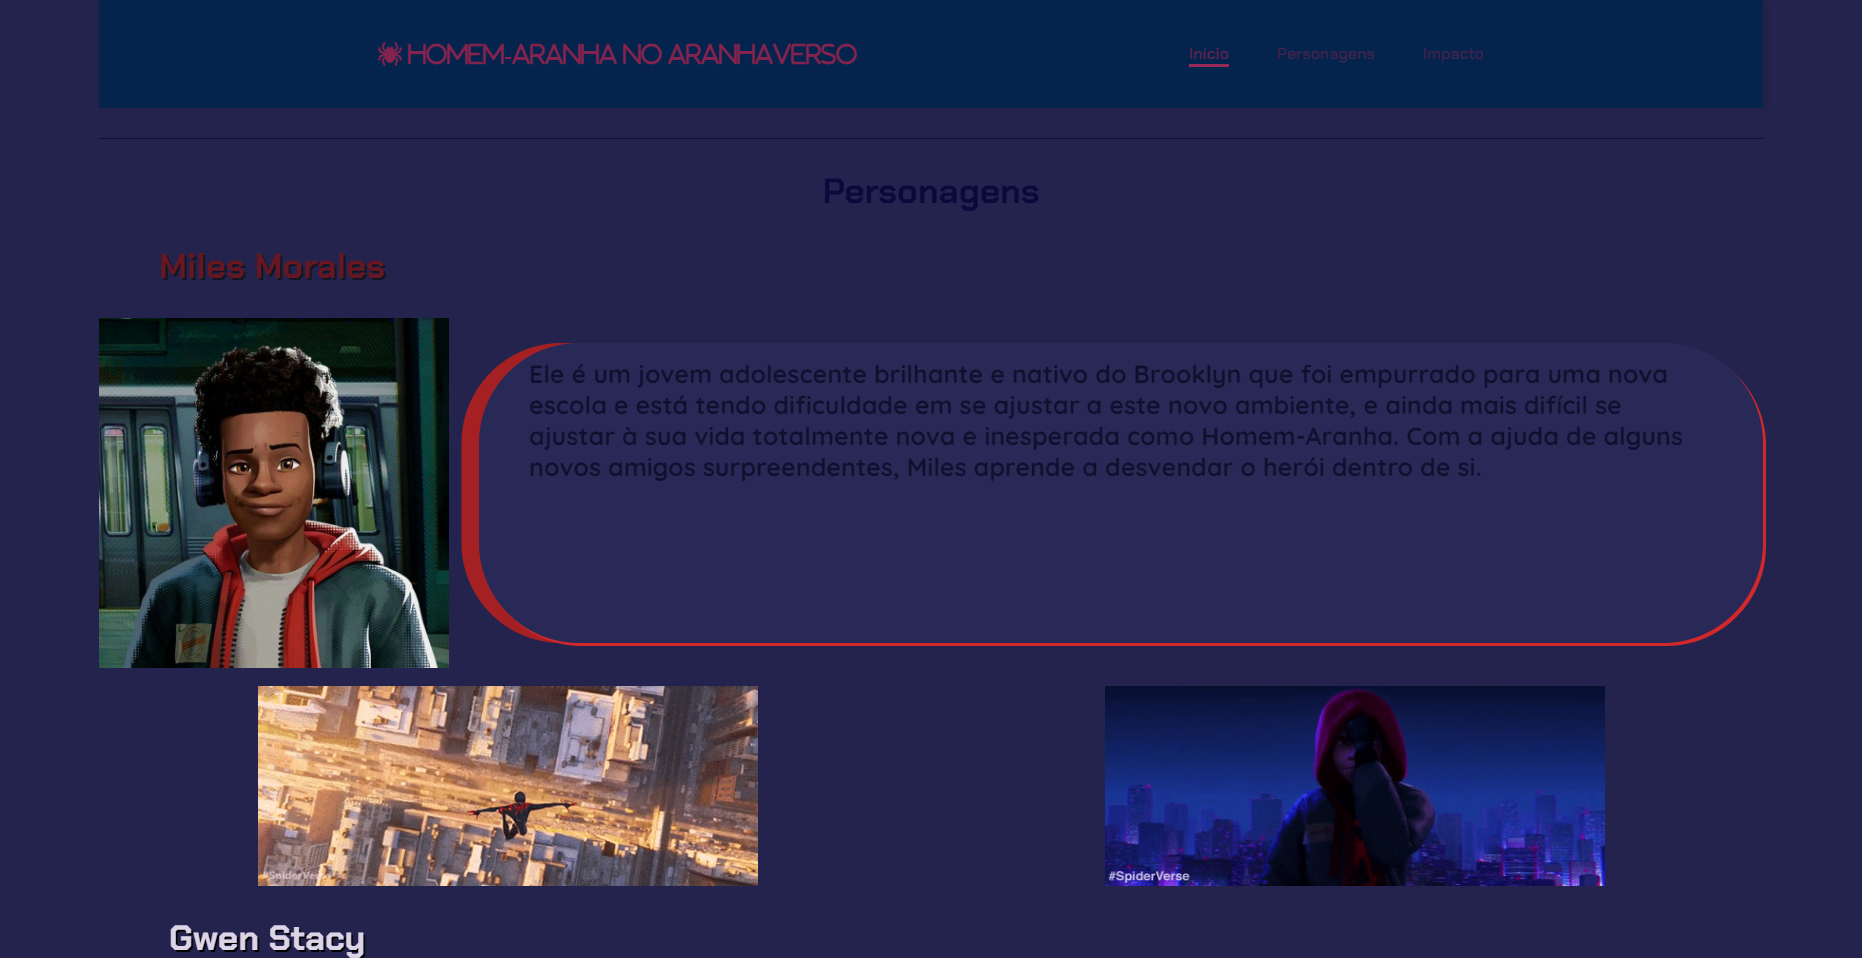 HOMEM-ARANHA NO ARANHAVERSO
Início
Personagens
Impacto
Personagens
Miles Morales
Ele é um jovem adolescente brilhante e nativo do Brooklyn que foi empurrado para uma nova
escola e está tendo dificuldade em se ajustar a este novo ambiente, e ainda mais difícil se
ajustar à sua vida totalmente nova e inesperada como Homem-Aranha. Com a ajuda de alguns
novos amigos surpreendentes, Miles aprende a desvendar o herói dentro de si.
#SpiderVerse
Gwen Stacy